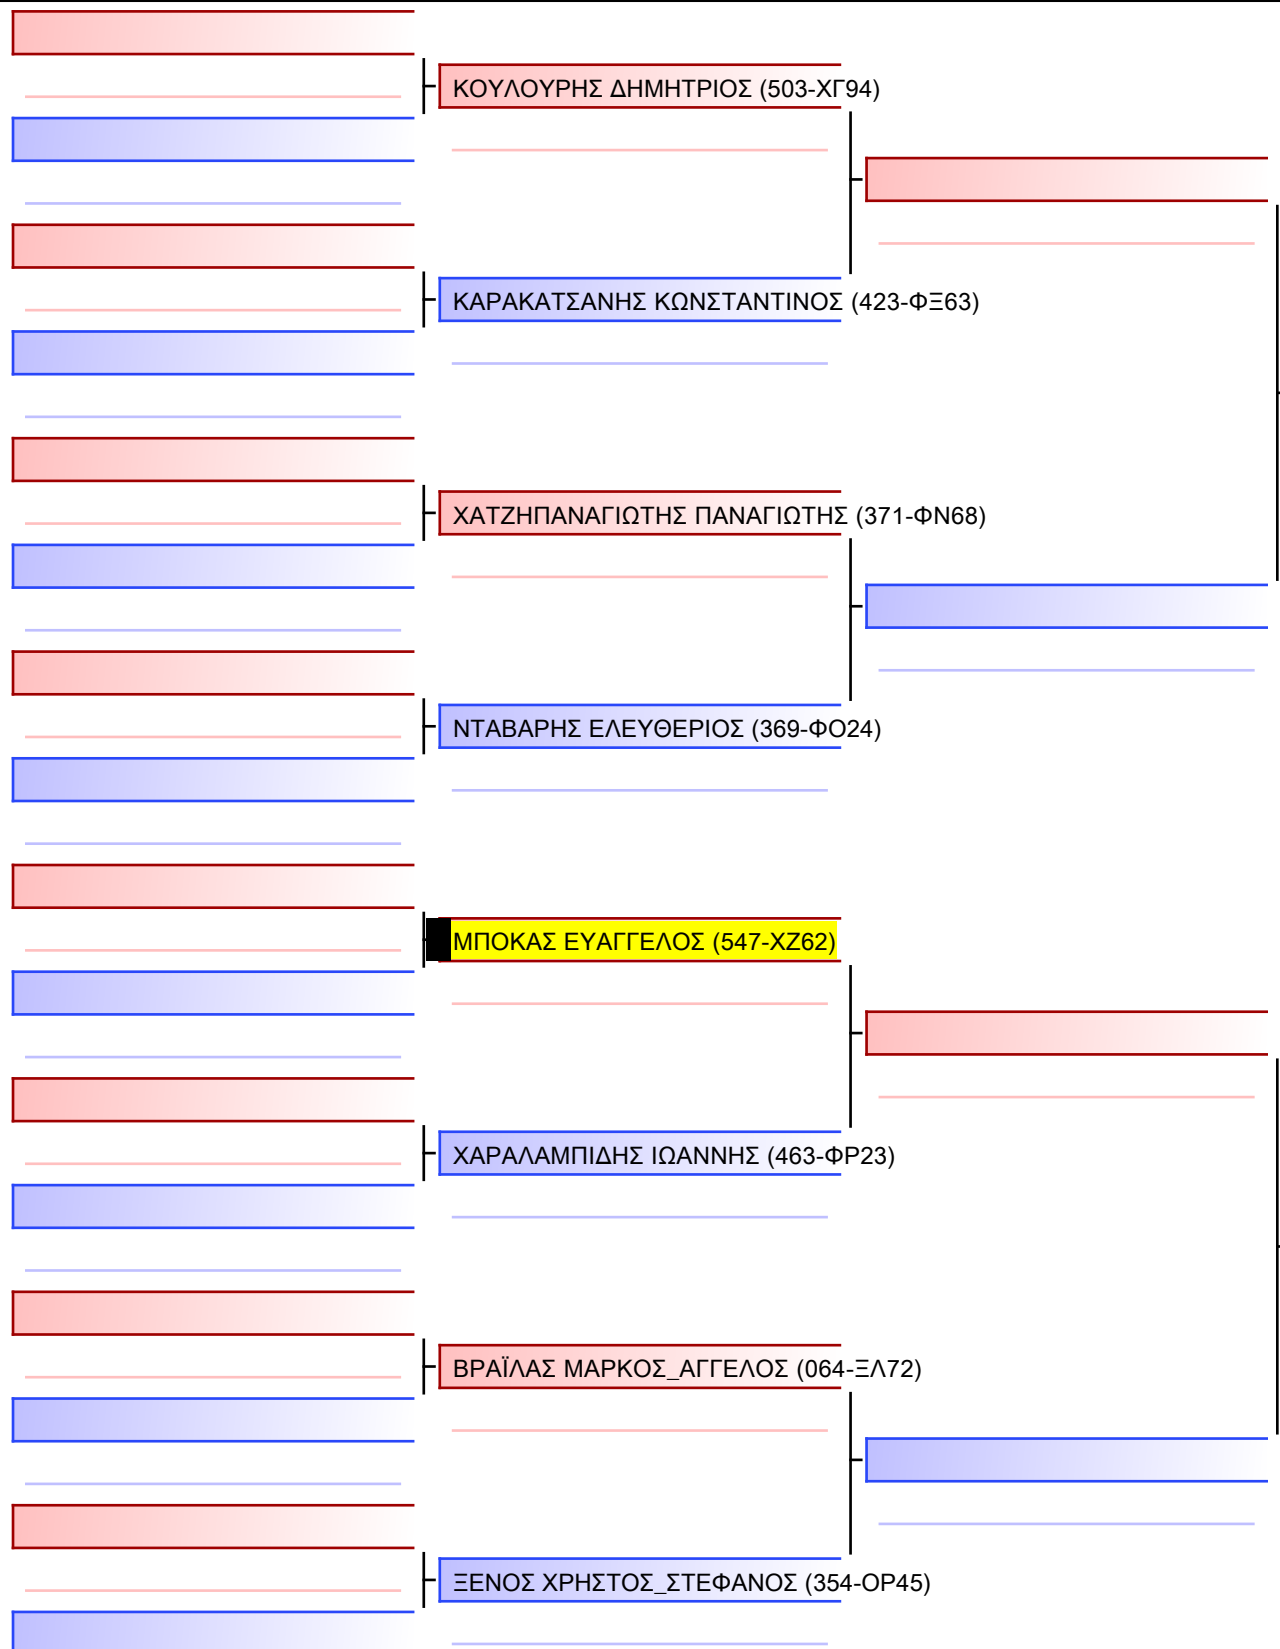 ΚΟΥΛΟΥΡΗΣ ΔΗΜΗΤΡΙΟΣ (503-ΧΓ94)
ΚΑΡΑΚΑΤΣΑΝΗΣ ΚΩΝΣΤΑΝΤΙΝΟΣ (423-ΦΞ63)
ΧΑΤΖΗΠΑΝΑΓΙΩΤΗΣ ΠΑΝΑΓΙΩΤΗΣ (371-ΦΝ68)
ΝΤΑΒΑΡΗΣ ΕΛΕΥΘΕΡΙΟΣ (369-ΦΟ24)
ΜΠΟΚΑΣ ΕΥΑΓΓΕΛΟΣ (547-ΧΖ62)
ΧΑΡΑΛΑΜΠΙΔΗΣ ΙΩΑΝΝΗΣ (463-ΦΡ23)
ΒΡΑΪΛΑΣ ΜΑΡΚΟΣ_ΑΓΓΕΛΟΣ (064-ΞΛ72)
ΞΕΝΟΣ ΧΡΗΣΤΟΣ_ΣΤΕΦΑΝΟΣ (354-ΟΡ45)